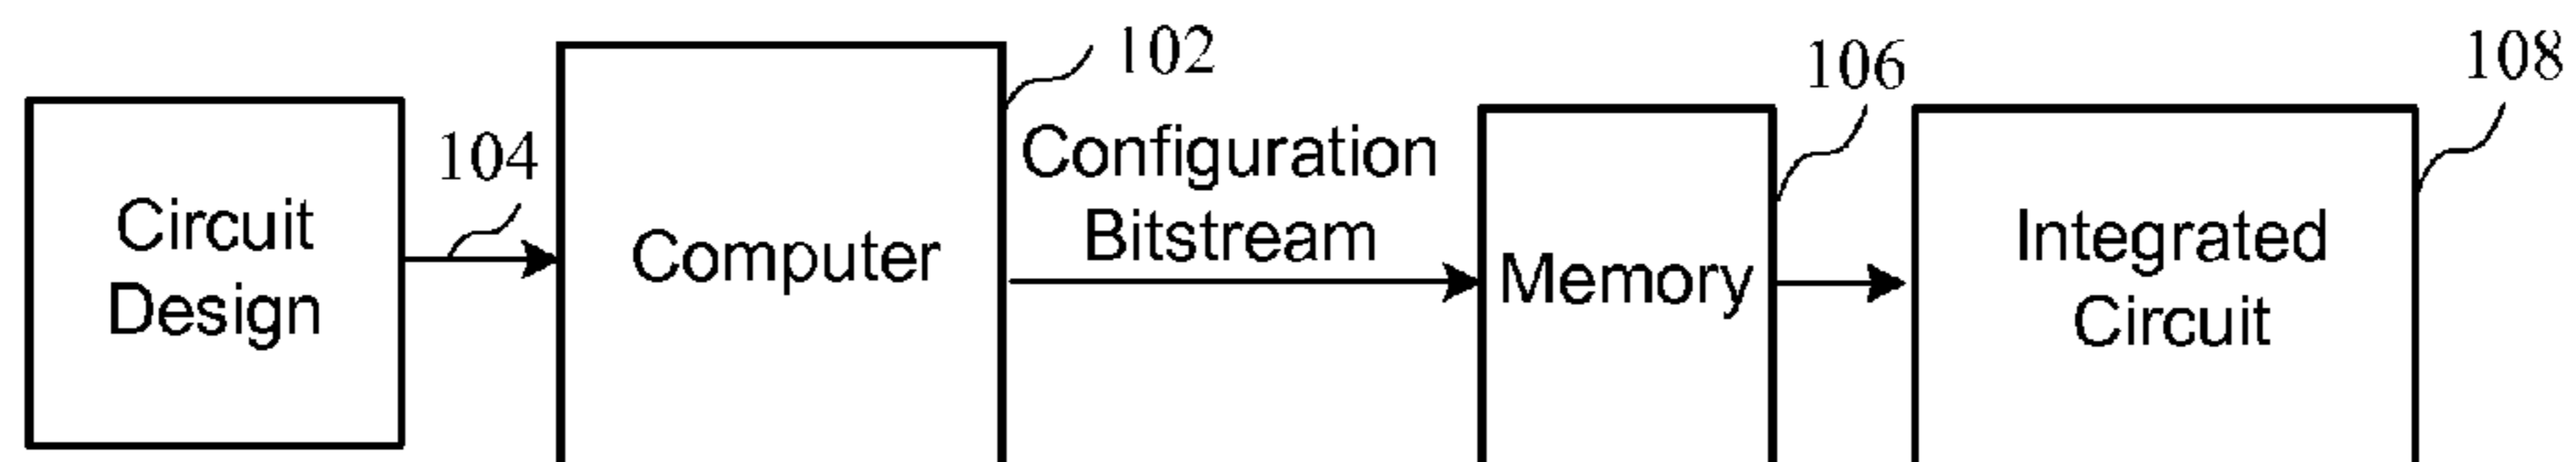 Circuit
Design
104
Computer
102
Configuration
Bitstream
Memory
106
Integrated
Circuit
108